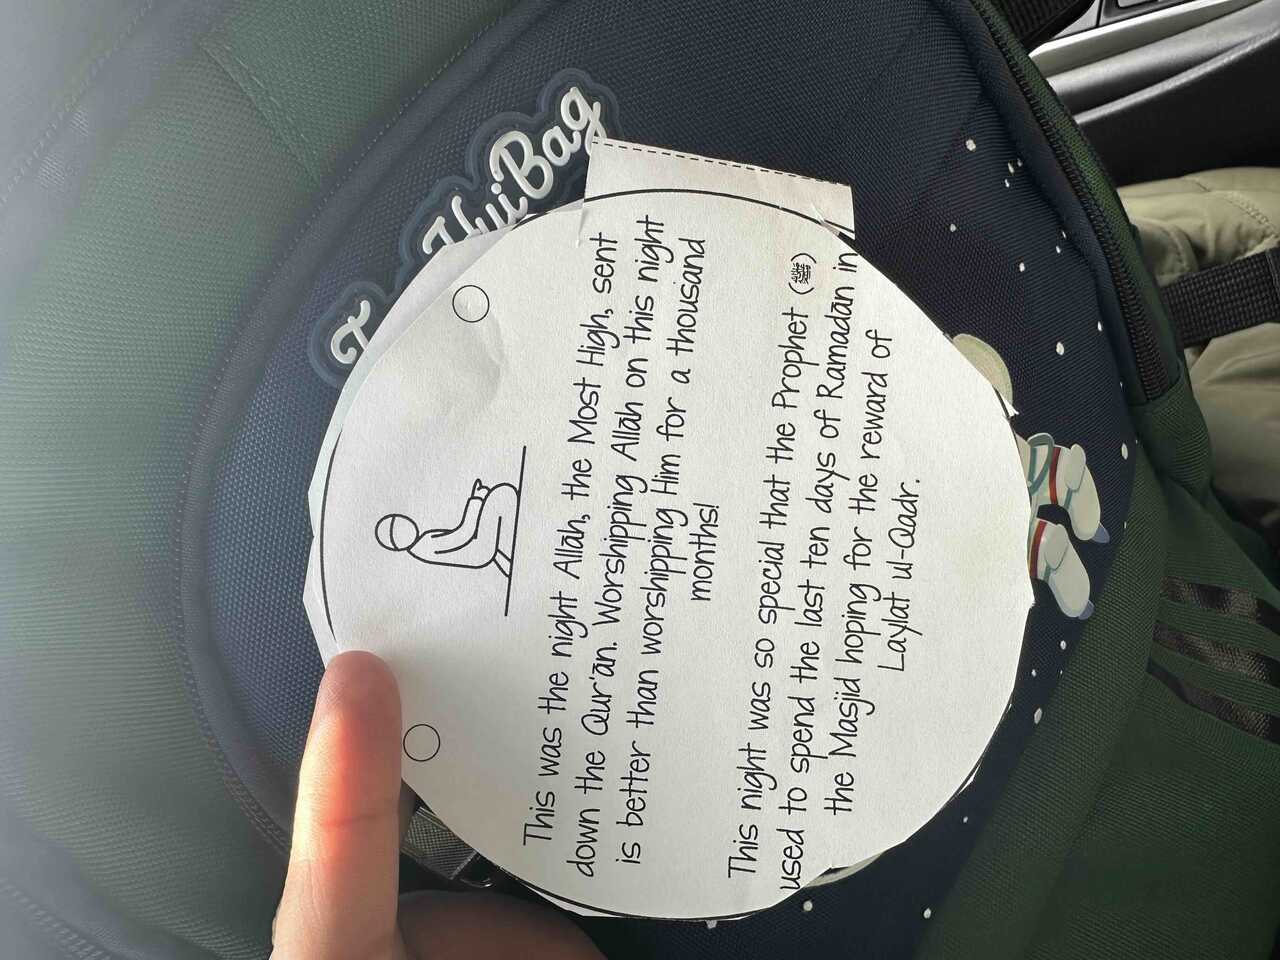 HuiBag
This was the night Allāh, the Most High, sent
down the Qur'ān. Worshipping Allāh on this night
is better than worshipping Him for a thousand
months!
This night was so special that the Prophet (ﷺ)
used to spend the last ten days of Ramadān in
the Masjid hoping for the reward of
Laylat ul-Qadr.